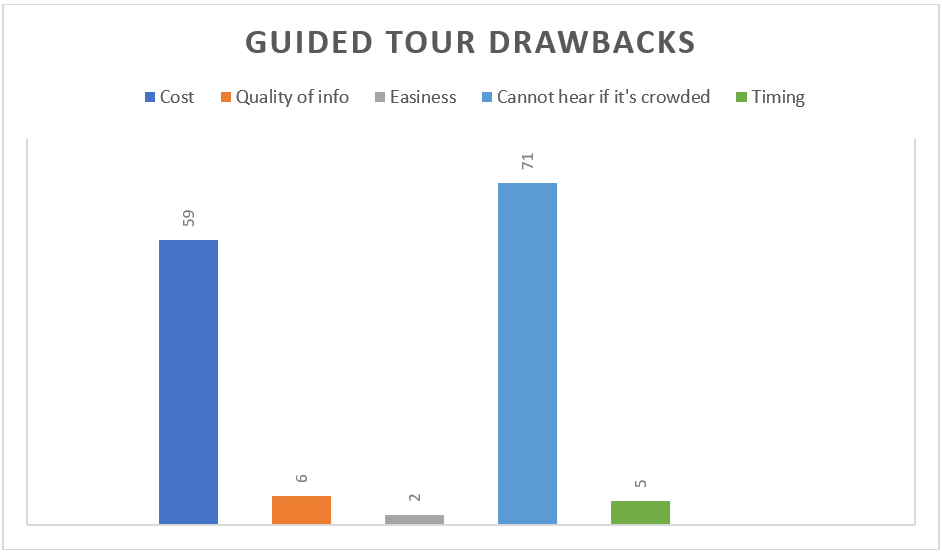 GUIDED TOUR DRAWBACKS
Cost Quality of info Easiness Cannot hear if it's crowded Timing
59
6
2
71
5